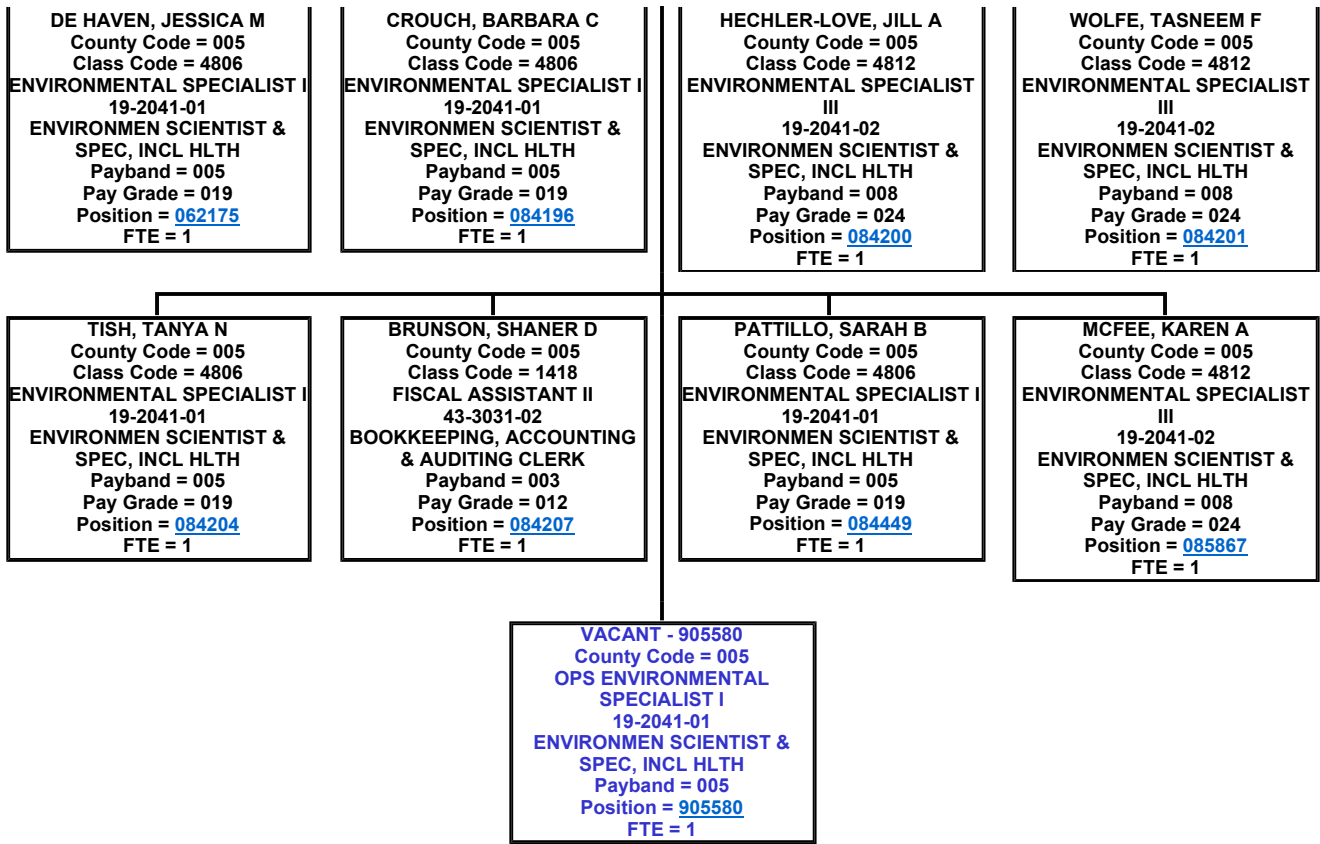 DE HAVEN, JESSICA M
County Code = 005
Class Code = 4806
ENVIRONMENTAL SPECIALIST I
19-2041-01
ENVIRONMEN SCIENTIST &
SPEC, INCL HLTH
Payband = 005
Pay Grade = 019
Position = 062175
FTE = 1
CROUCH, BARBARA C
County Code = 005
Class Code = 4806
ENVIRONMENTAL SPECIALIST I
19-2041-01
ENVIRONMEN SCIENTIST &
SPEC, INCL HLTH
Payband = 005
Pay Grade = 019
Position = 084196
FTE = 1
HECHLER-LOVE, JILL A
County Code = 005
Class Code = 4812
ENVIRONMENTAL SPECIALIST
III
19-2041-02
ENVIRONMEN SCIENTIST &
SPEC, INCL HLTH
Payband = 008
Pay Grade = 024
Position = 084200
FTE = 1
WOLFE, TASNEEM F
County Code = 005
Class Code = 4812
ENVIRONMENTAL SPECIALIST
III
19-2041-02
ENVIRONMEN SCIENTIST &
SPEC, INCL HLTH
Payband = 008
Pay Grade = 024
Position = 084201
FTE = 1
TISH, TANYA N
County Code = 005
Class Code = 4806
ENVIRONMENTAL SPECIALIST I
19-2041-01
ENVIRONMEN SCIENTIST &
SPEC, INCL HLTH
Payband = 005
Pay Grade = 019
Position = 084204
FTE = 1
BRUNSON, SHANER D
County Code = 005
Class Code = 1418
FISCAL ASSISTANT II
43-3031-02
BOOKKEEPING, ACCOUNTING
& AUDITING CLERK
Payband = 003
Pay Grade = 012
Position = 084207
FTE = 1
PATTILLO, SARAH B
County Code = 005
Class Code = 4806
ENVIRONMENTAL SPECIALIST I
19-2041-01
ENVIRONMEN SCIENTIST &
SPEC, INCL HLTH
Payband = 005
Pay Grade = 019
Position = 084449
FTE = 1
MCFEE, KAREN A
County Code = 005
Class Code = 4812
ENVIRONMENTAL SPECIALIST
III
19-2041-02
ENVIRONMEN SCIENTIST &
SPEC, INCL HLTH
Payband = 008
Pay Grade = 024
Position = 085867
FTE = 1
VACANT - 905580
County Code = 005
OPS ENVIRONMENTAL
SPECIALIST I
19-2041-01
ENVIRONMEN SCIENTIST &
SPEC, INCL HLTH
Payband = 005
Position = 905580
FTE = 1